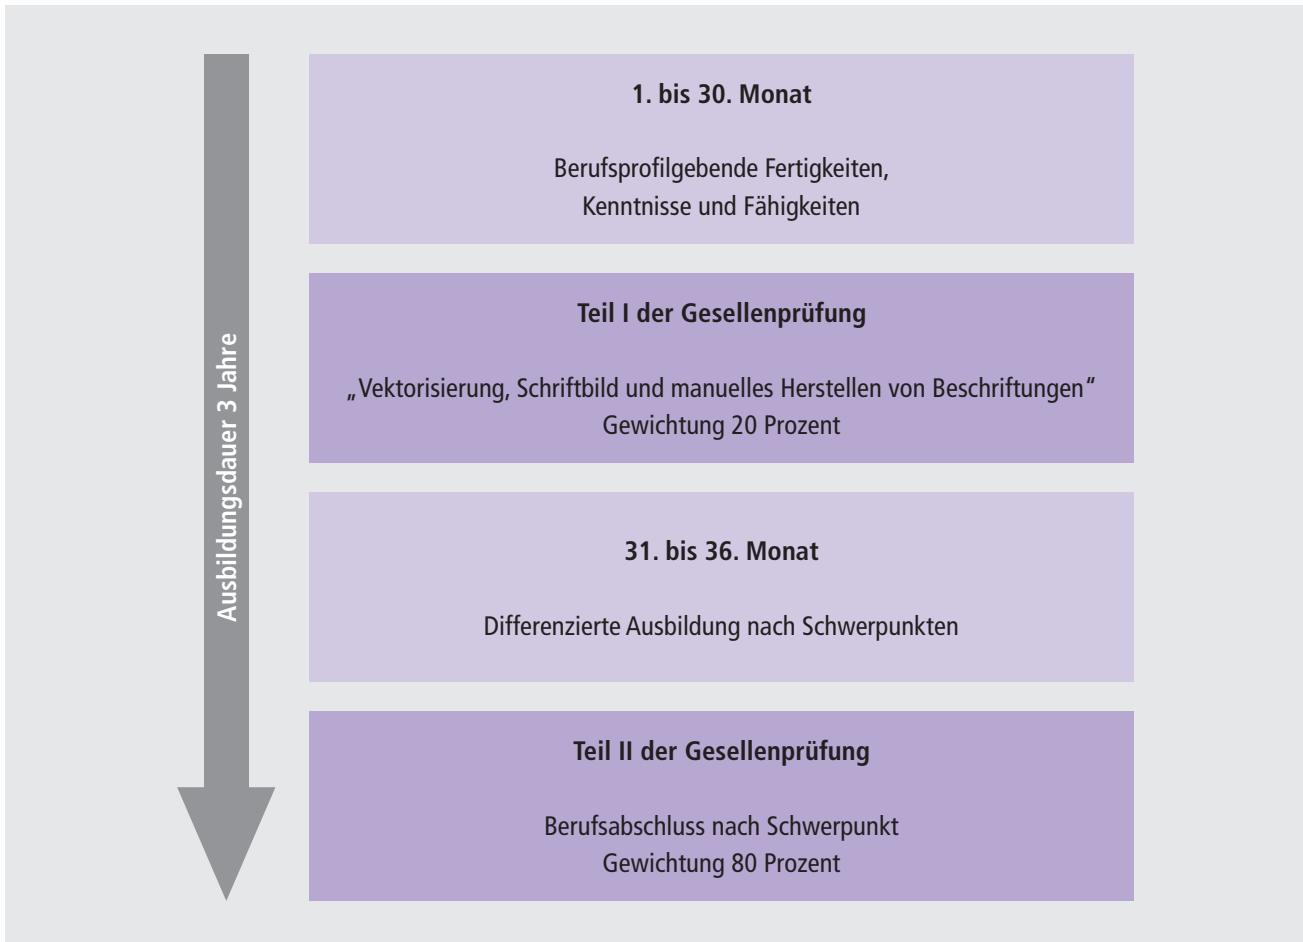 Ausbildungsdauer 3 Jahre
1. bis 30. Monat
Berufsprofilgebende Fertigkeiten,
Kenntnisse und Fähigkeiten
Teil I der Gesellenprüfung
„Vektorisierung, Schriftbild und manuelles Herstellen von Beschriftungen“
Gewichtung 20 Prozent
31. bis 36. Monat
Differenzierte Ausbildung nach Schwerpunkten
Teil II der Gesellenprüfung
Berufsabschluss nach Schwerpunkt
Gewichtung 80 Prozent